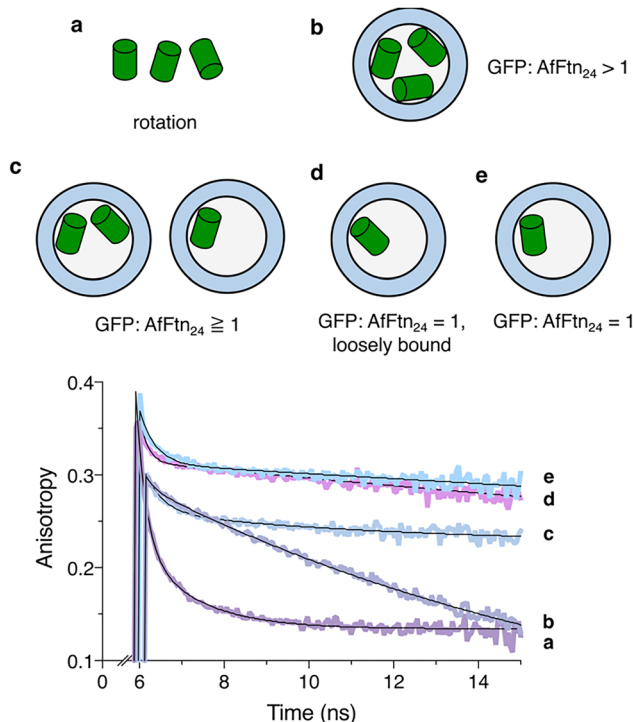 a
b
rotation
GFP: AfFtn24 > 1
c
d
e
GFP: AfFtn24 ≧ 1
GFP: AfFtn24 = 1,
loosely bound
GFP: AfFtn24 = 1
0.4
0.3
0.2
0.1
Anisotropy
e
d
c
b
a
0
6
8
10
12
14
Time (ns)